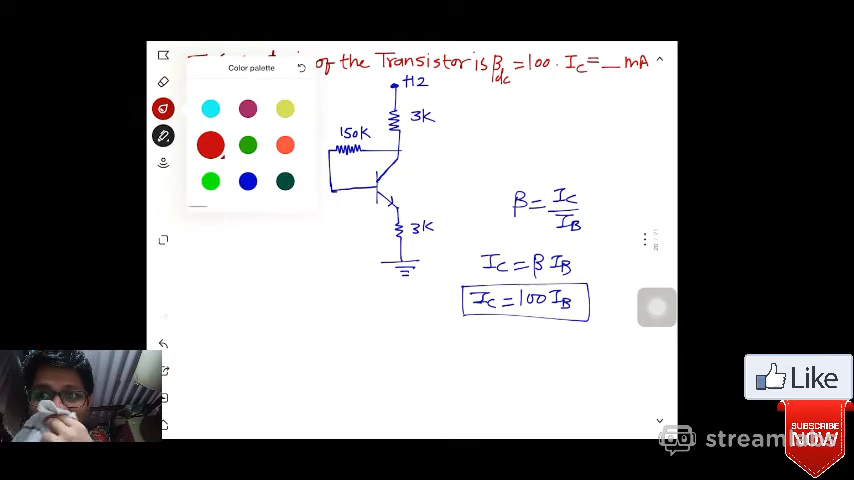 Color palette
of the Transistor is βdc = 100. IC = __ mA
+12
3K
150K
3K
β = IC/IB
IC = β IB
IC = 100 IB
Like
SUBSCRIBE
NOW
streamlabs